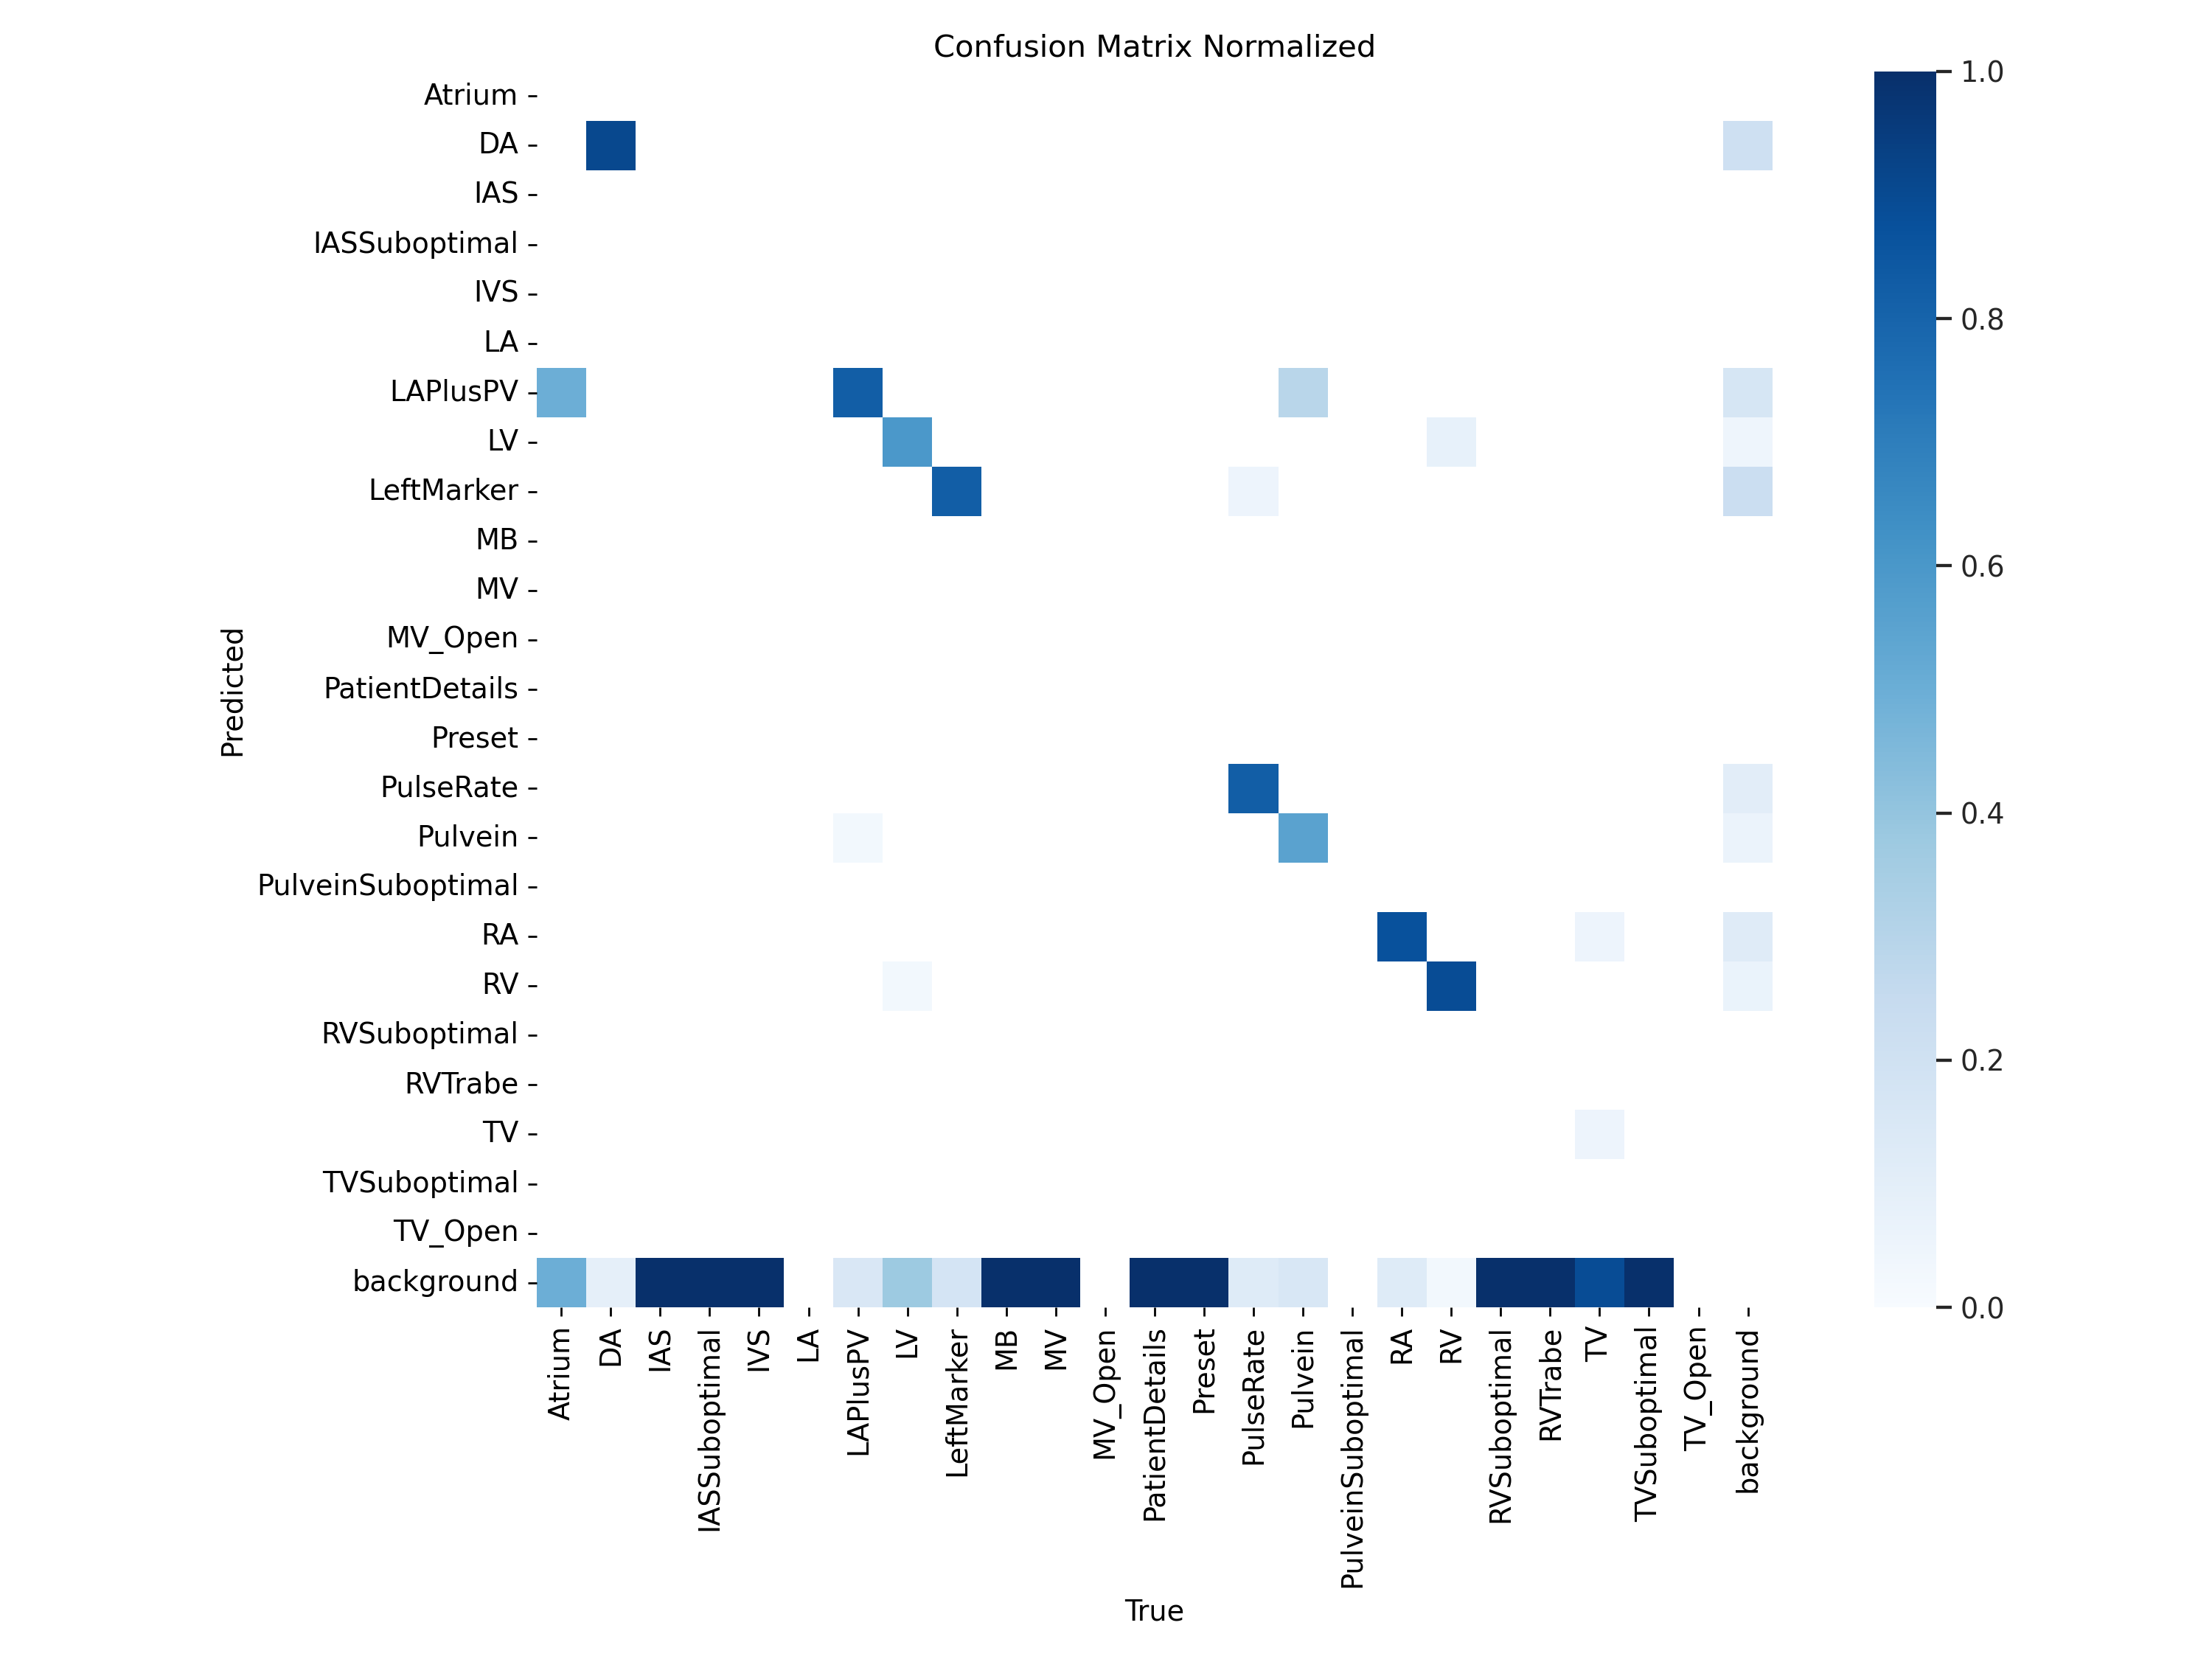 Confusion Matrix Normalized
Atrium
DA
IAS
IASSuboptimal
IVS
LA
LAPlusPV
LV
LeftMarker
MB
MV
MV_Open
PatientDetails
Preset
PulseRate
Pulvein
PulveinSuboptimal
RA
RV
RVSuboptimal
RVTrabe
TV
TVSuboptimal
TV_Open
background
Predicted
Atrium
DA
IAS
IASSuboptimal
IVS
LA
LAPlusPV
LV
LeftMarker
MB
MV
MV_Open
PatientDetails
Preset
PulseRate
Pulvein
PulveinSuboptimal
RA
RV
RVSuboptimal
RVTrabe
TV
TVSuboptimal
TV_Open
background
True
1.0
0.8
0.6
0.4
0.2
0.0